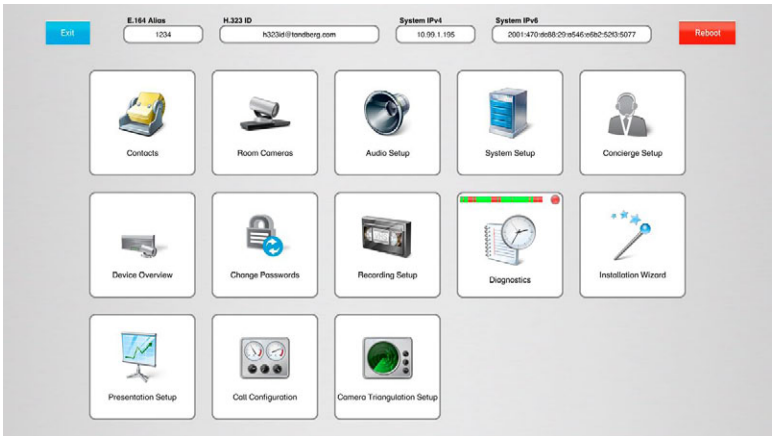 E.164 Alias H.323 ID System IPv4 System IPv6
Exit 1234 h323id@tandberg.com 10.99.1.195 2001:470:dc88:29:e546:e6b2:52f3:5077 Reboot
Contacts Room Cameras Audio Setup System Setup Concierge Setup
Device Overview Change Passwords Recording Setup Diagnostics Installation Wizard
Presentation Setup Call Configuration Camera Triangulation Setup